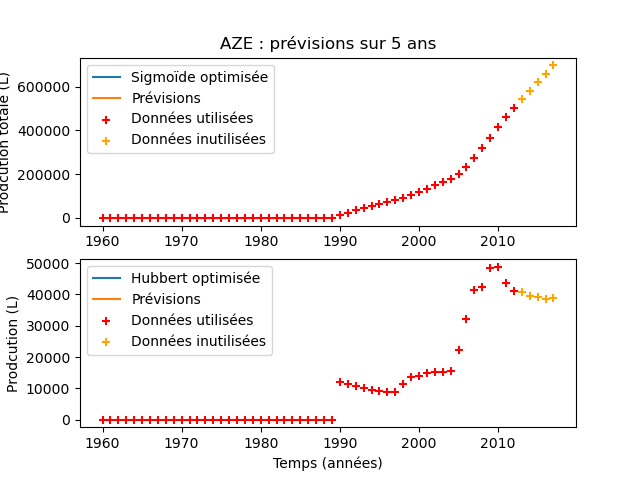 AZE : prévisions sur 5 ans
Prodcution totale (L)
600000
400000
200000
0
Sigmoïde optimisée
Prévisions
Données utilisées
Données inutilisées
1960 1970 1980 1990 2000 2010
Prodcution (L)
50000
40000
30000
20000
10000
0
Hubbert optimisée
Prévisions
Données utilisées
Données inutilisées
1960 1970 1980 1990 2000 2010
Temps (années)